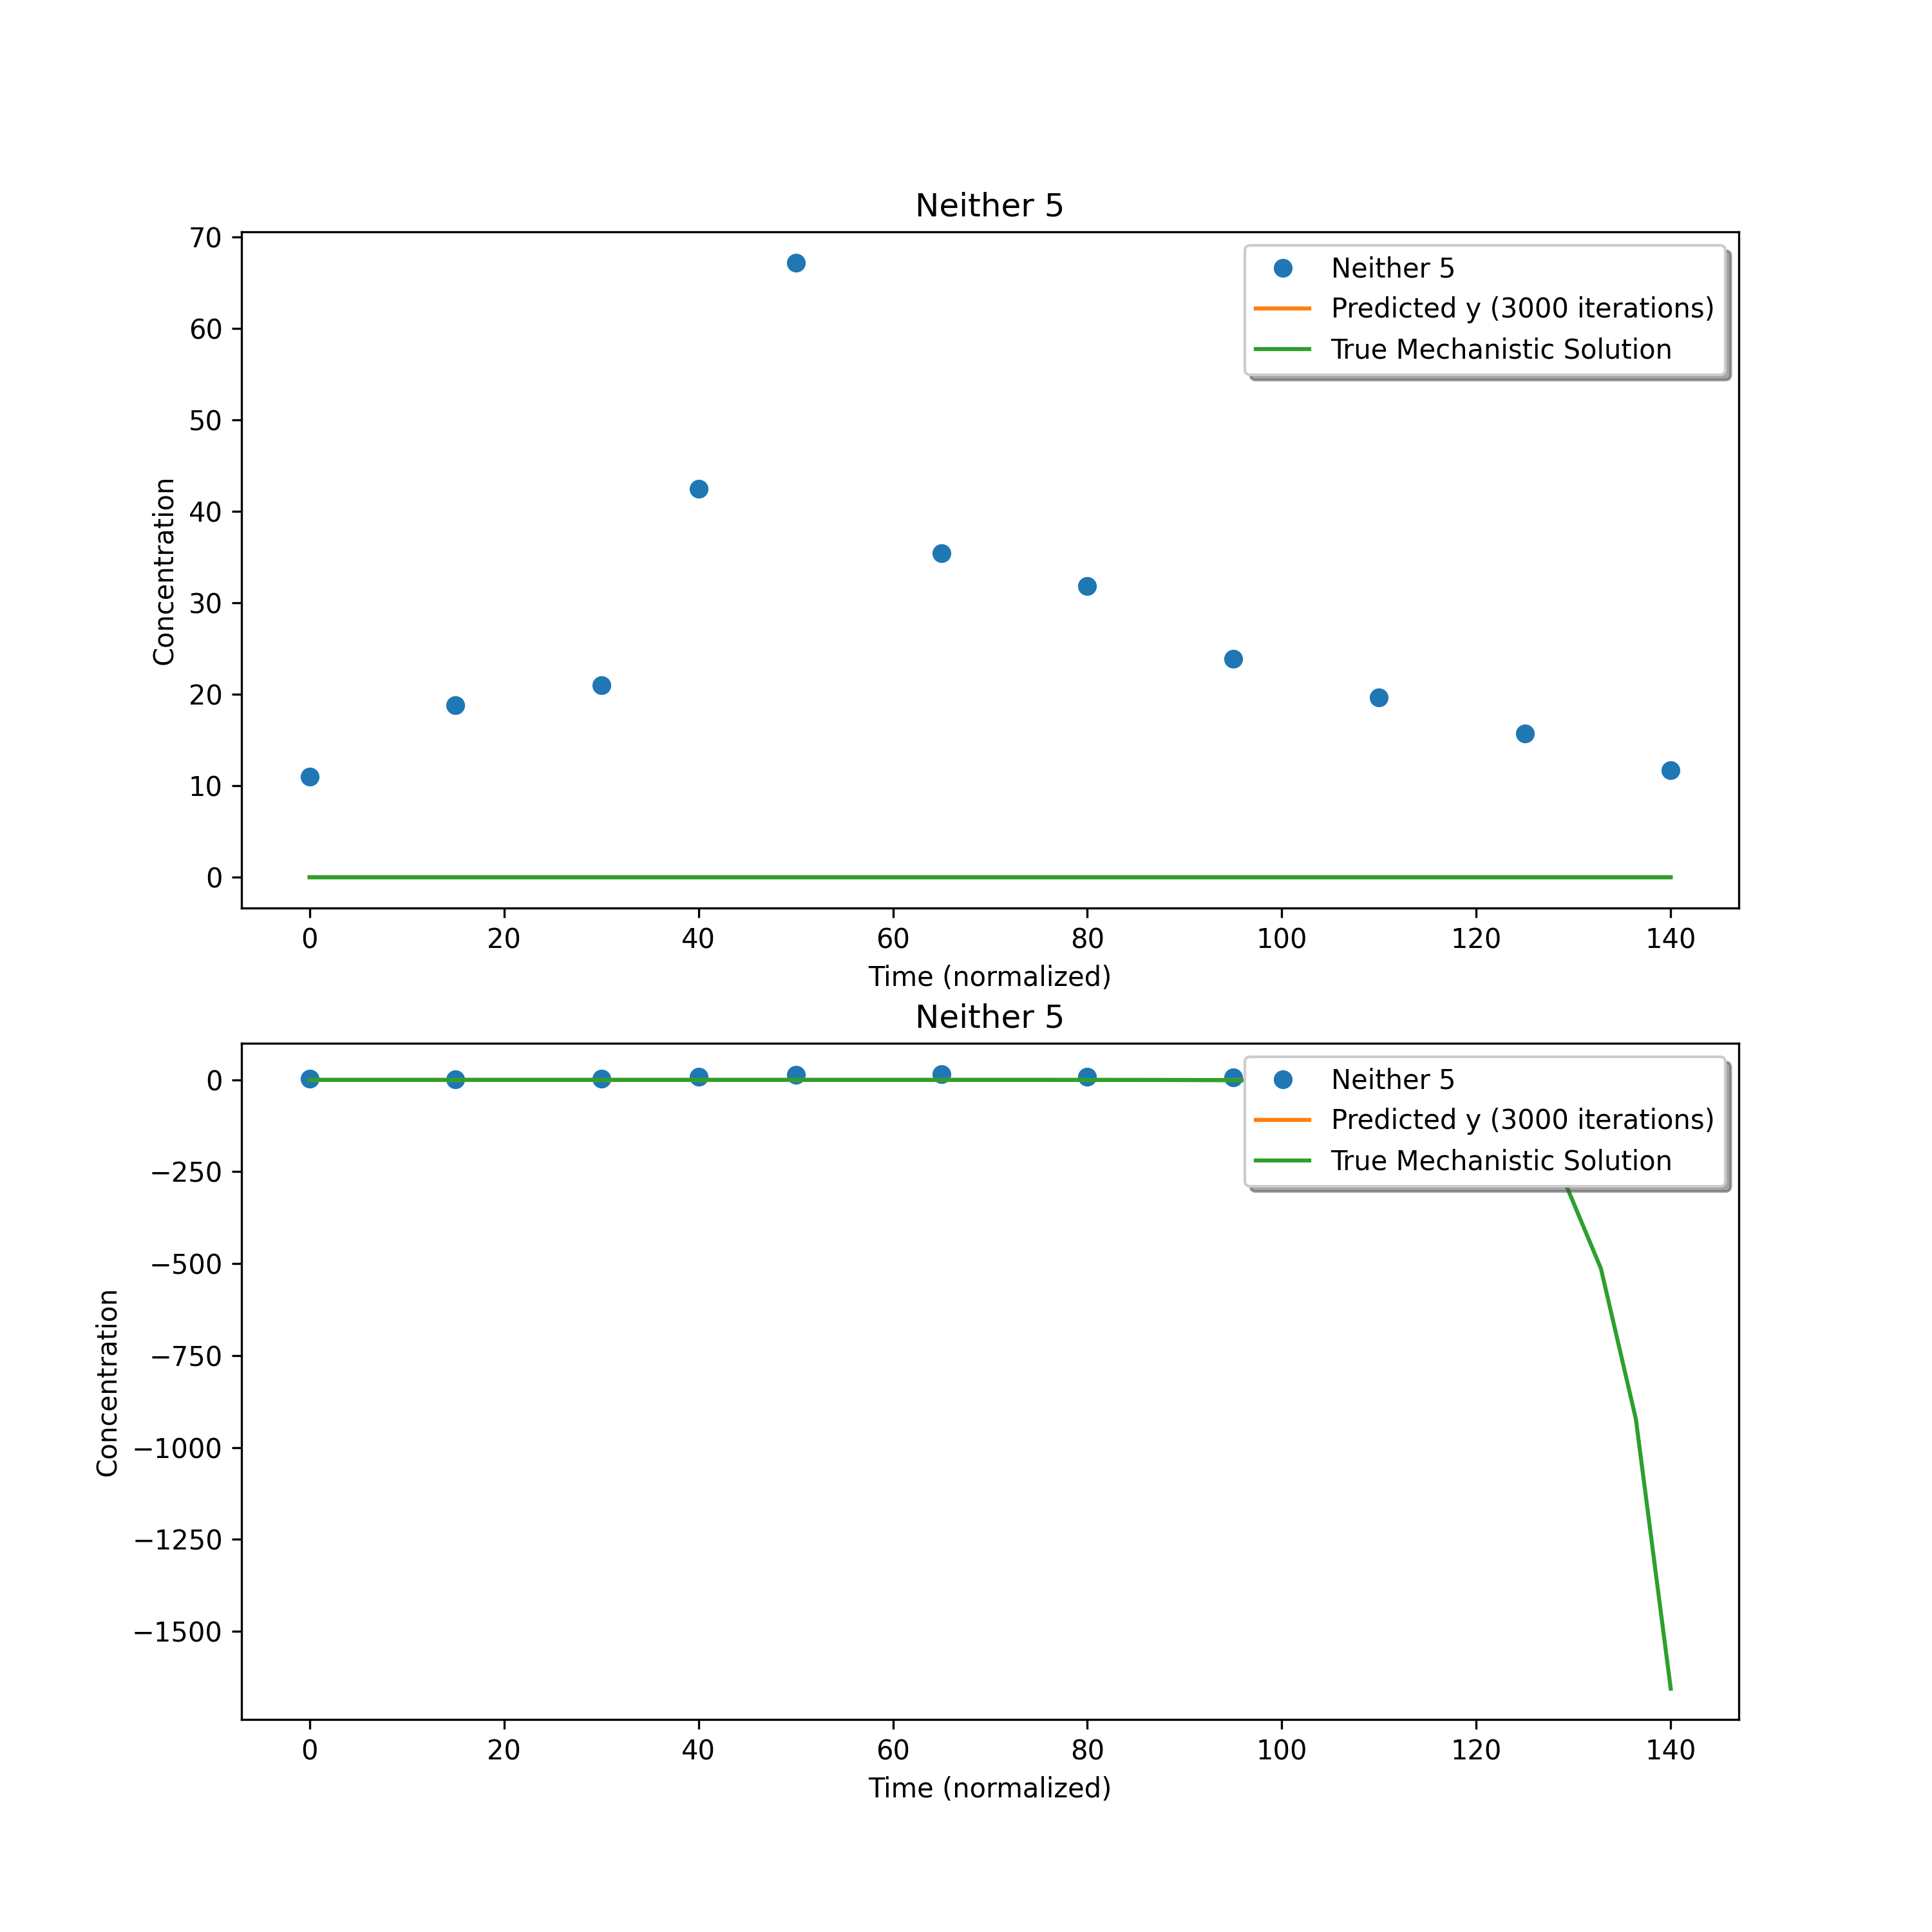 Neither 5
70
60
50
40
30
20
10
0
Concentration
Neither 5
Predicted y (3000 iterations)
True Mechanistic Solution
0 20 40 60 80 100 120 140
Time (normalized)
Neither 5
0
−250
−500
−750
−1000
−1250
−1500
Concentration
Neither 5
Predicted y (3000 iterations)
True Mechanistic Solution
0 20 40 60 80 100 120 140
Time (normalized)